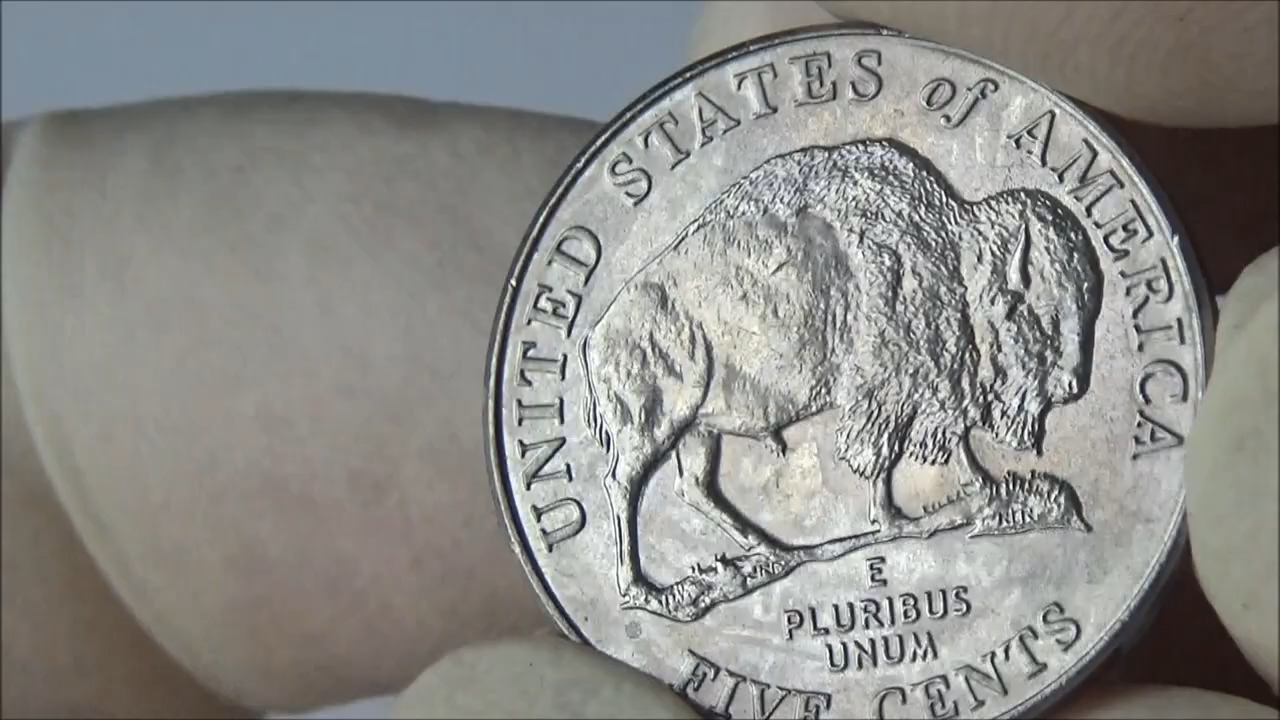 UNITED STATES of AMERICA
E
PLURIBUS
UNUM
FIVE CENTS